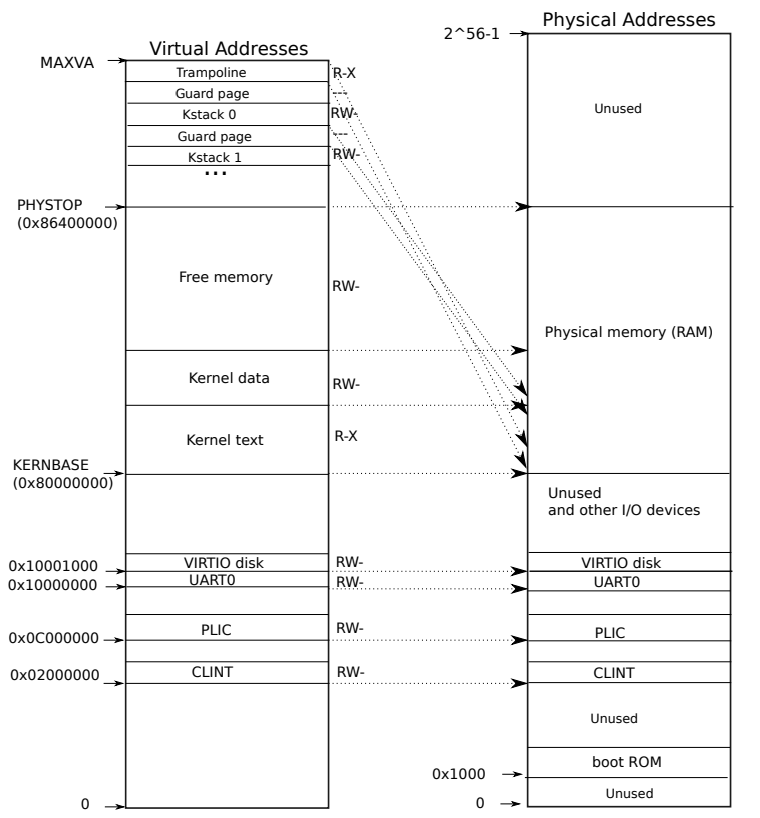 Virtual Addresses
MAXVA
Trampoline
R-X
Guard page
---
Kstack 0
RW-
Guard page
---
Kstack 1
RW-
...
PHYSTOP
(0x86400000)
Free memory
RW-
Kernel data
RW-
Kernel text
R-X
KERNBASE
(0x80000000)
0x10001000
VIRTIO disk
RW-
0x10000000
UART0
RW-
0x0C000000
PLIC
RW-
0x02000000
CLINT
RW-
0
Physical Addresses
2^56-1
Unused
Physical memory (RAM)
Unused
and other I/O devices
VIRTIO disk
UART0
PLIC
CLINT
Unused
boot ROM
0x1000
Unused
0